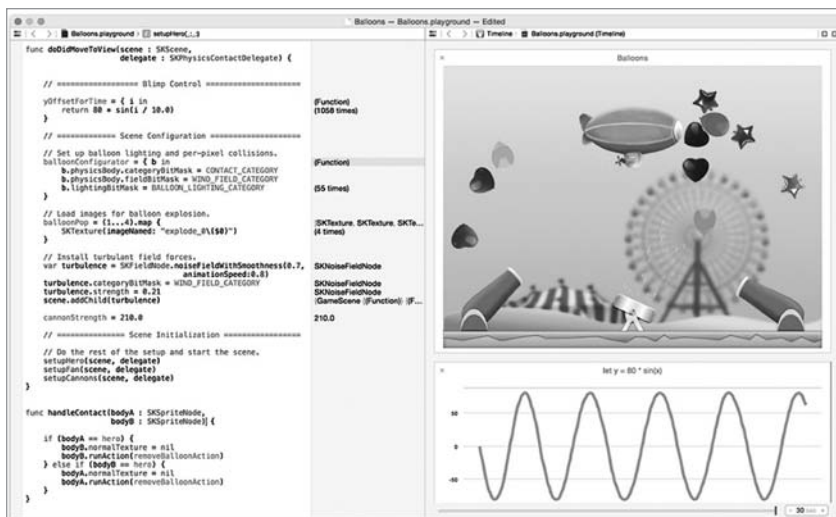 Balloons — Balloons.playground — Edited
Balloons.playground › setupHero(_:_:)
Timeline › Balloons.playground (Timeline)
func doDidMoveToView(scene : SKScene,
delegate : SKPhysicsContactDelegate) {
// ================= Blimp Control ====================
yOffsetForTime = { i in
return 80 * sin(i / 10.0)
}
(Function)
(1058 times)
// ============= Scene Configuration ===================
// Set up balloon lighting and per-pixel collisions.
balloonConfigurator = { b in
b.physicsBody.categoryBitMask = CONTACT_CATEGORY
b.physicsBody.fieldBitMask = WIND_FIELD_CATEGORY
b.lightingBitMask = BALLOON_LIGHTING_CATEGORY
}
(Function)
(55 times)
// Load images for balloon explosion.
balloonPop = (1...4).map {
SKTexture(imageNamed: "explode_0\($0)")
}
[SKTexture, SKTexture, SKTe...
(4 times)
// Install turbulant field forces.
var turbulence = SKFieldNode.noiseFieldWithSmoothness(0.7,
animationSpeed:0.8)
turbulence.categoryBitMask = WIND_FIELD_CATEGORY
turbulence.strength = 0.21
scene.addChild(turbulence)
SKNoiseFieldNode
SKNoiseFieldNode
SKNoiseFieldNode
cannonStrength = 210.0
210.0
// ============== Scene Initialization ================
// Do the rest of the setup and start the scene.
setupHero(scene, delegate)
setupFan(scene, delegate)
setupCannons(scene, delegate)
}
func handleContact(bodyA : SKSpriteNode,
bodyB : SKSpriteNode) {
if (bodyA == hero) {
bodyB.normalTexture = nil
bodyB.runAction(removeBalloonAction)
} else if (bodyB == hero) {
bodyA.normalTexture = nil
bodyA.runAction(removeBalloonAction)
}
}
Balloons
let y = 80 * sin(x)
50
0
-50
- 30 sec +